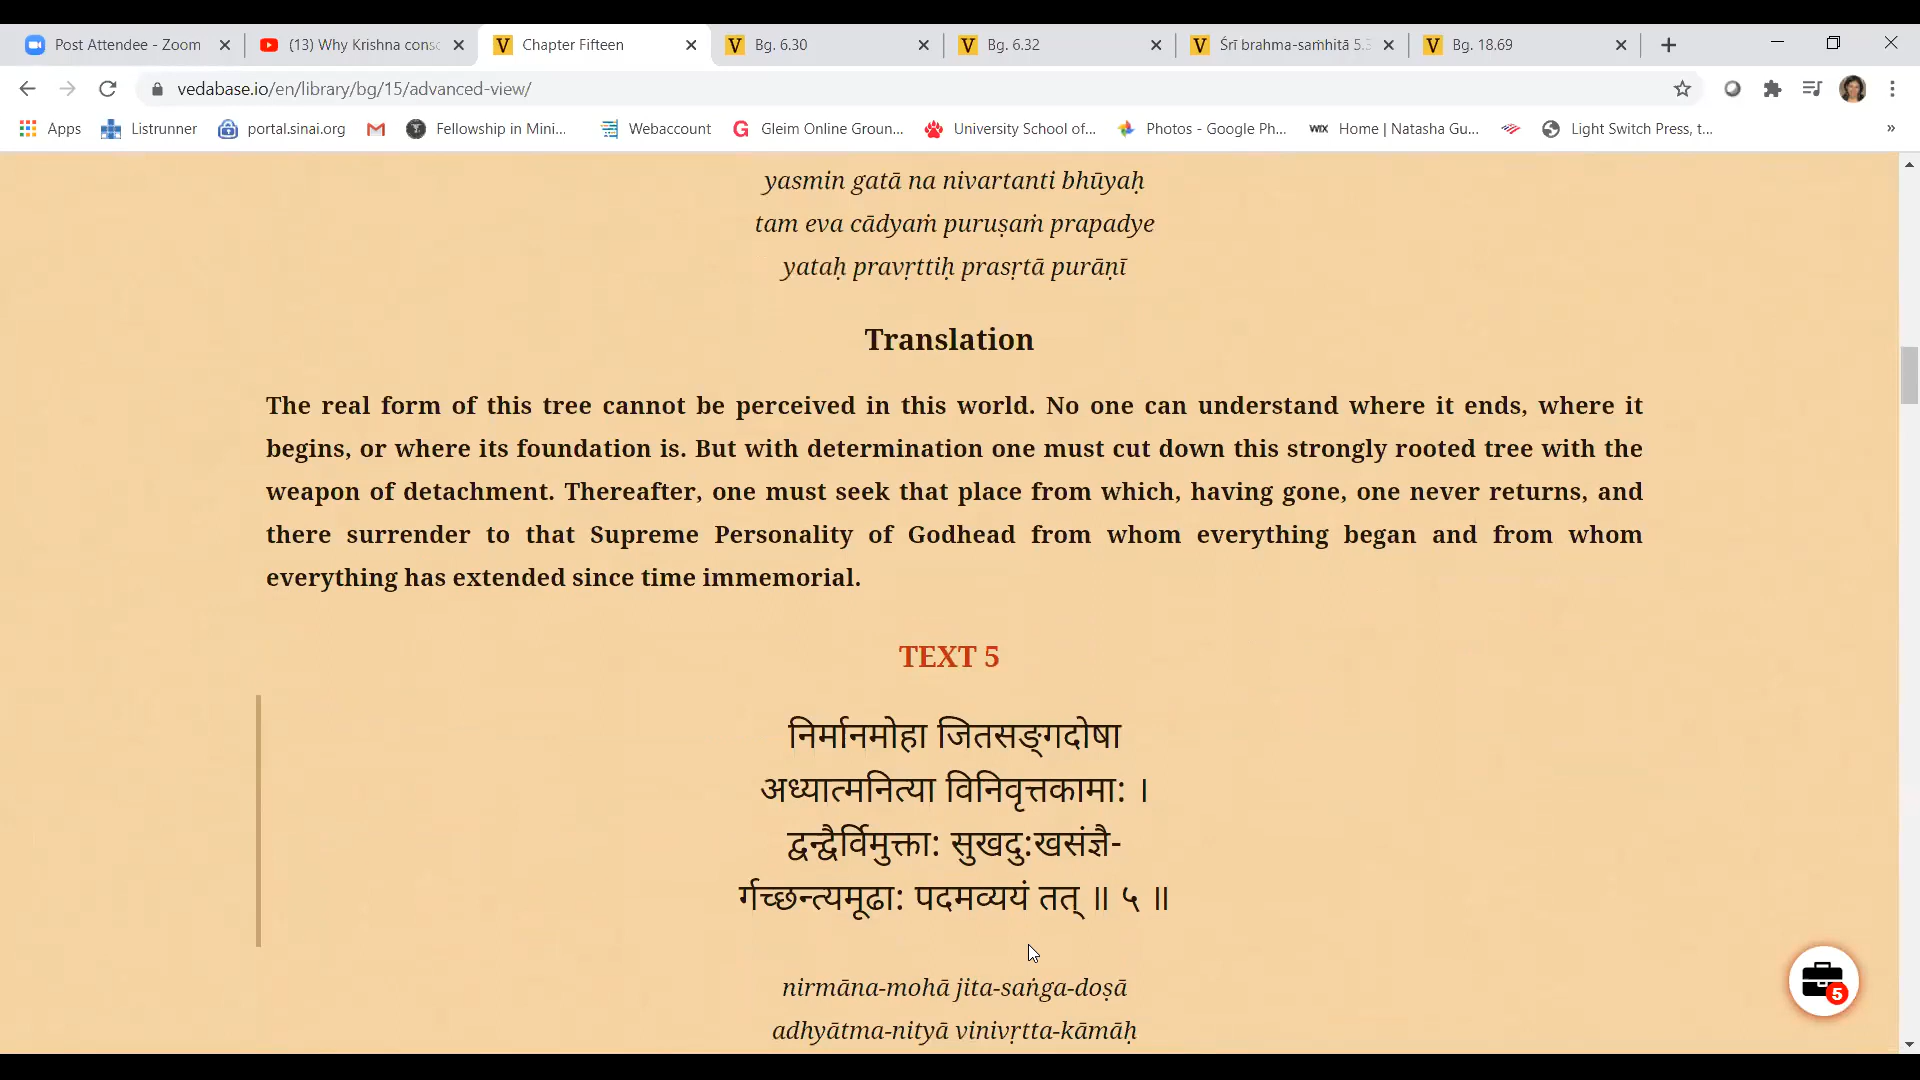 Post Attendee - Zoom
(13) Why Krishna consc
Chapter Fifteen
Bg. 6.30
Bg. 6.32
Śrī brahma-saṁhitā 5.3
Bg. 18.69
vedabase.io/en/library/bg/15/advanced-view/
Apps
Listrunner
portal.sinai.org
Fellowship in Mini...
Webaccount
Gleim Online Groun...
University School of...
Photos - Google Ph...
WIX
Home | Natasha Gu...
Light Switch Press, t...
»
yasmin gatā na nivartanti bhūyaḥ
tam eva cādyaṁ puruṣaṁ prapadye
yataḥ pravṛttiḥ prasṛtā purāṇī
Translation
The real form of this tree cannot be perceived in this world. No one can understand where it ends, where it
begins, or where its foundation is. But with determination one must cut down this strongly rooted tree with the
weapon of detachment. Thereafter, one must seek that place from which, having gone, one never returns, and
there surrender to that Supreme Personality of Godhead from whom everything began and from whom
everything has extended since time immemorial.
TEXT 5
निर्मानमोहा जितसङ्गदोषा
अध्यात्मनित्या विनिवृत्तकामा: ।
द्वन्द्वैर्विमुक्ता: सुखदु:खसंज्ञै-
र्गच्छन्त्यमूढा: पदमव्ययं तत् ॥ ५ ॥
nirmāna-mohā jita-saṅga-doṣā
adhyātma-nityā vinivṛtta-kāmāḥ
5